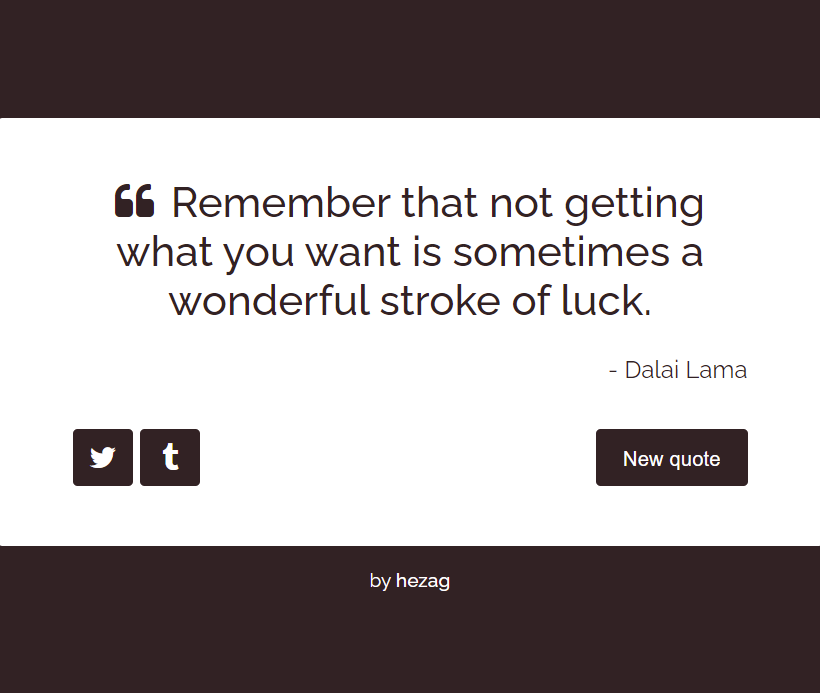 ❝ Remember that not getting
what you want is sometimes a
wonderful stroke of luck.
- Dalai Lama
t
New quote
by hezag